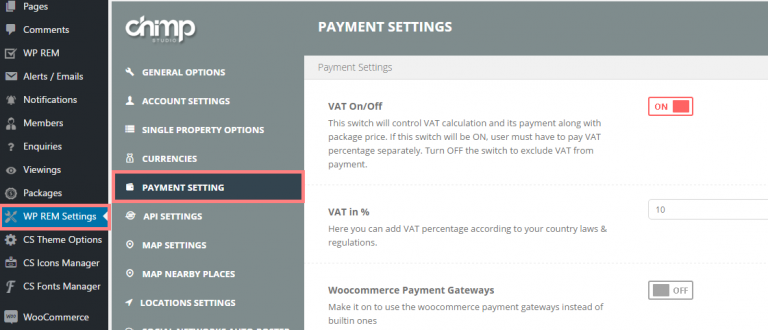 Pages
Comments
WP REM
Alerts / Emails
Notifications
Members
Enquiries
Viewings
Packages
WP REM Settings
CS Theme Options
CS Icons Manager
CS Fonts Manager
WooCommerce
chimp
STUDIO
GENERAL OPTIONS
ACCOUNT SETTINGS
SINGLE PROPERTY OPTIONS
CURRENCIES
PAYMENT SETTING
API SETTINGS
MAP SETTINGS
MAP NEARBY PLACES
LOCATIONS SETTINGS
SOCIAL NETWORKS AUTO POSTER
PAYMENT SETTINGS
Payment Settings
VAT On/Off
ON
This switch will control VAT calculation and its payment along with
package price. If this switch will be ON, user must have to pay VAT
percentage separately. Turn OFF the switch to exclude VAT from
payment.
VAT in %
10
Here you can add VAT percentage according to your country laws &
regulations.
Woocommerce Payment Gateways
OFF
Make it on to use the woocommerce payment gateways instead of
builtin ones